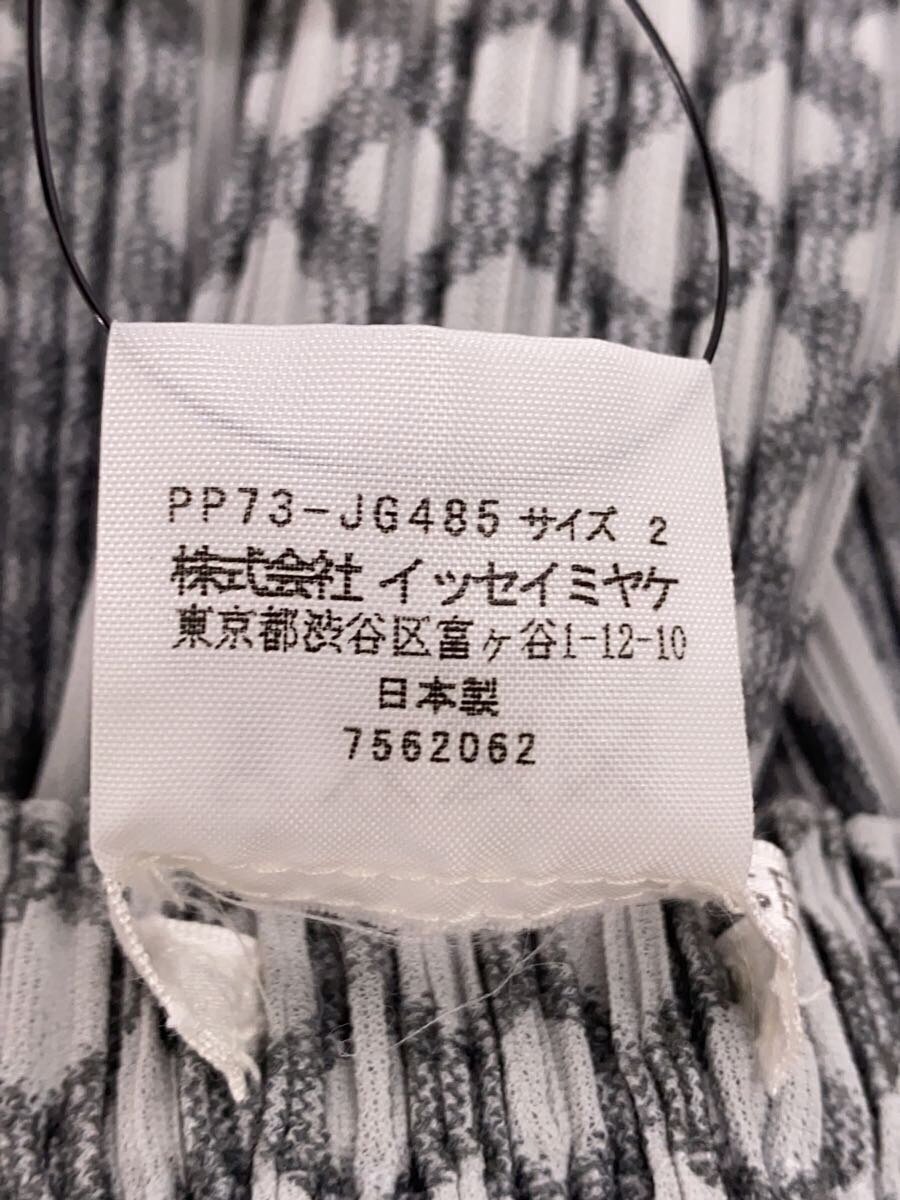 PP73-JG485 サイズ 2
株式会社 イッセイミヤケ
東京都渋谷区富ヶ谷1-12-10
日本製
7562062